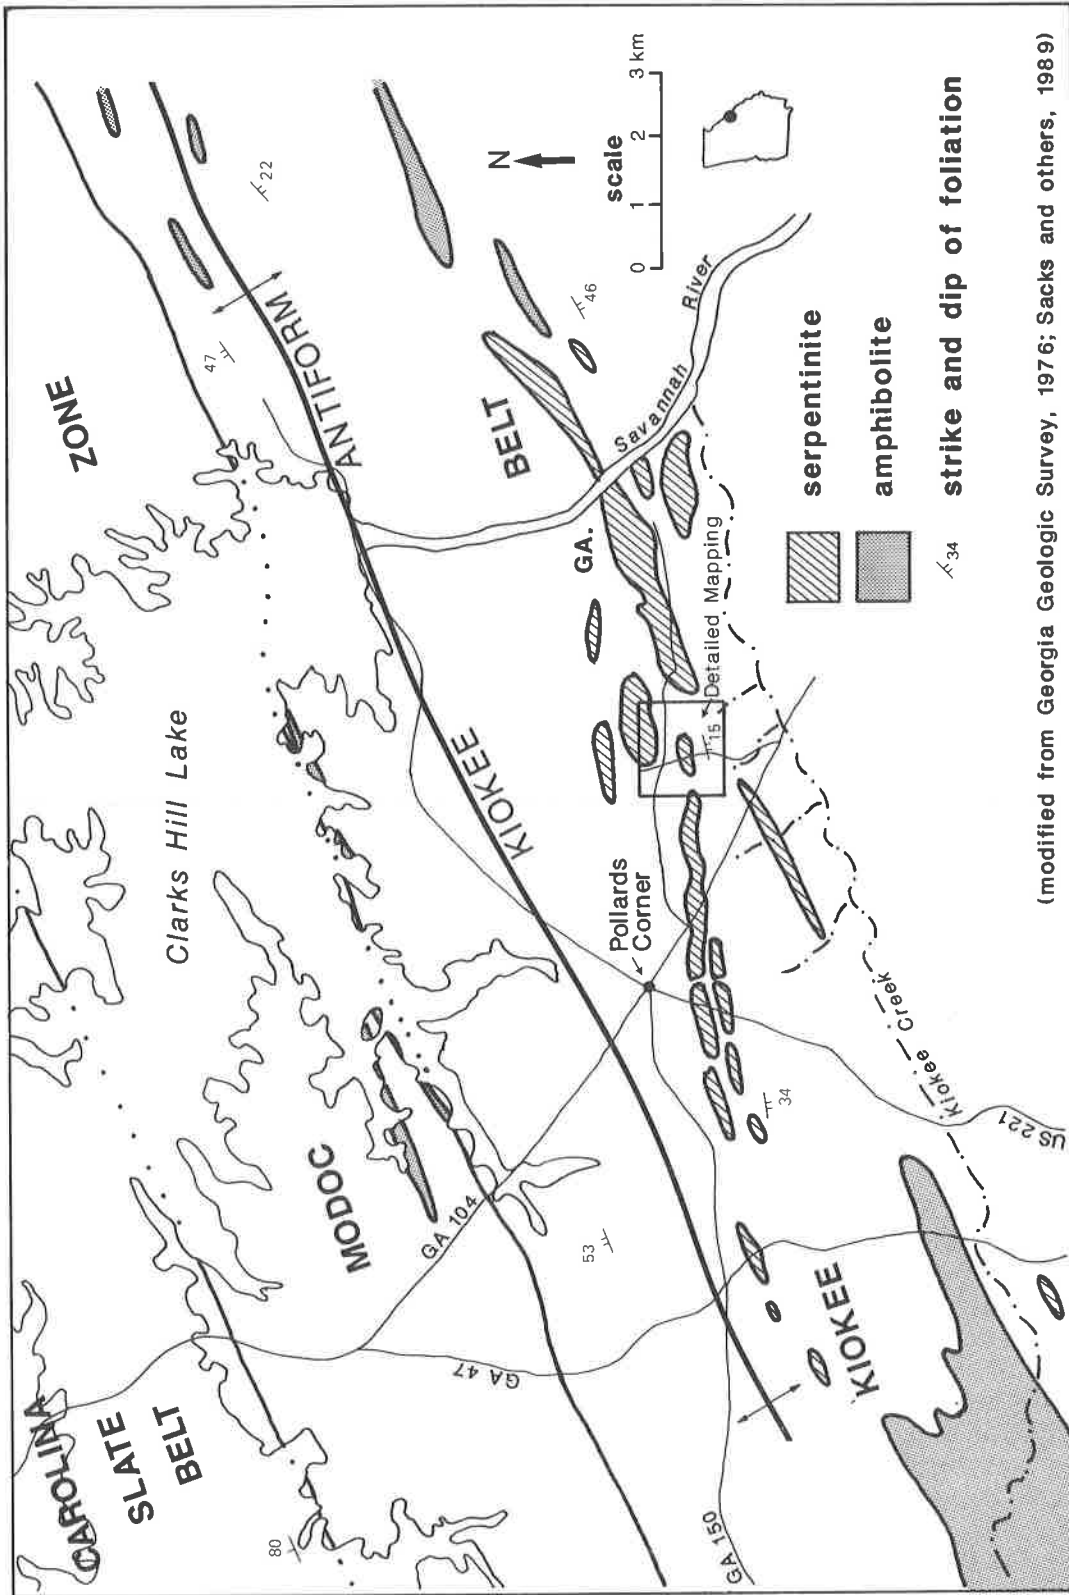 CAROLINA
SLATE
BELT
MODOC
ZONE
Clarks Hill Lake
80
GA 104
GA 47
53
GA 150
KIOKEE
ANTIFORM
47
22
KIOKEE
BELT
Pollards
Corner
GA.
Savannah
River
46
34
15
Detailed Mapping
Kiokee Creek
US 221
N
scale
0 1 2 3 km
serpentinite
amphibolite
34 strike and dip of foliation
(modified from Georgia Geologic Survey, 1976; Sacks and others, 1989)